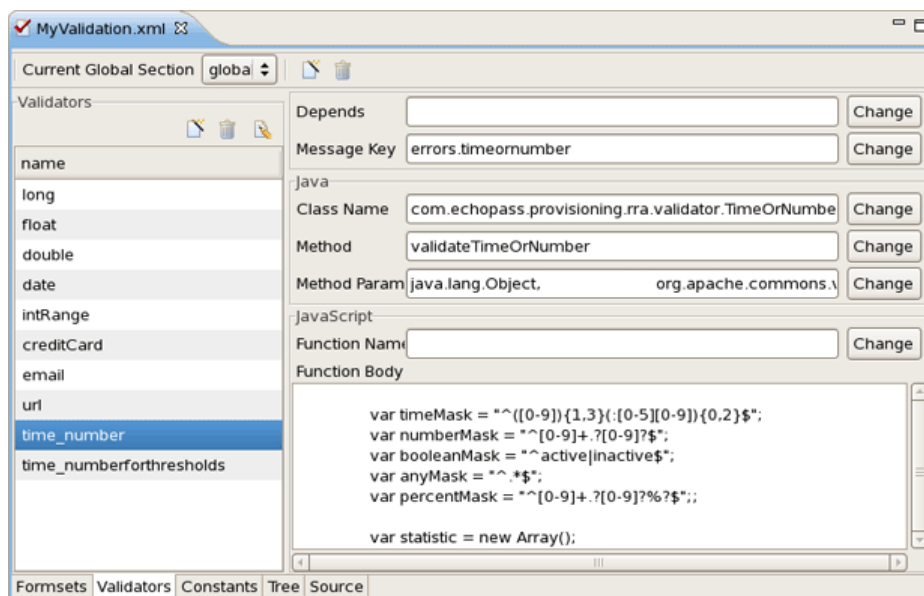 MyValidation.xml
Current Global Section global
Validators
name
long
float
double
date
intRange
creditCard
email
url
time_number
time_numberforthresholds
Depends Change
Message Key errors.timeornumber Change
Java
Class Name com.echopass.provisioning.rra.validator.TimeOrNumbe Change
Method validateTimeOrNumber Change
Method Param java.lang.Object, org.apache.commons.v Change
JavaScript
Function Name Change
Function Body
var timeMask = "^([0-9]){1,3}(:[0-5][0-9]){0,2}$";
var numberMask = "^[0-9]+.?[0-9]?$";
var booleanMask = "^active|inactive$";
var anyMask = "^.*$";
var percentMask = "^[0-9]+.?[0-9]?%?$";;
var statistic = new Array();
Formsets Validators Constants Tree Source